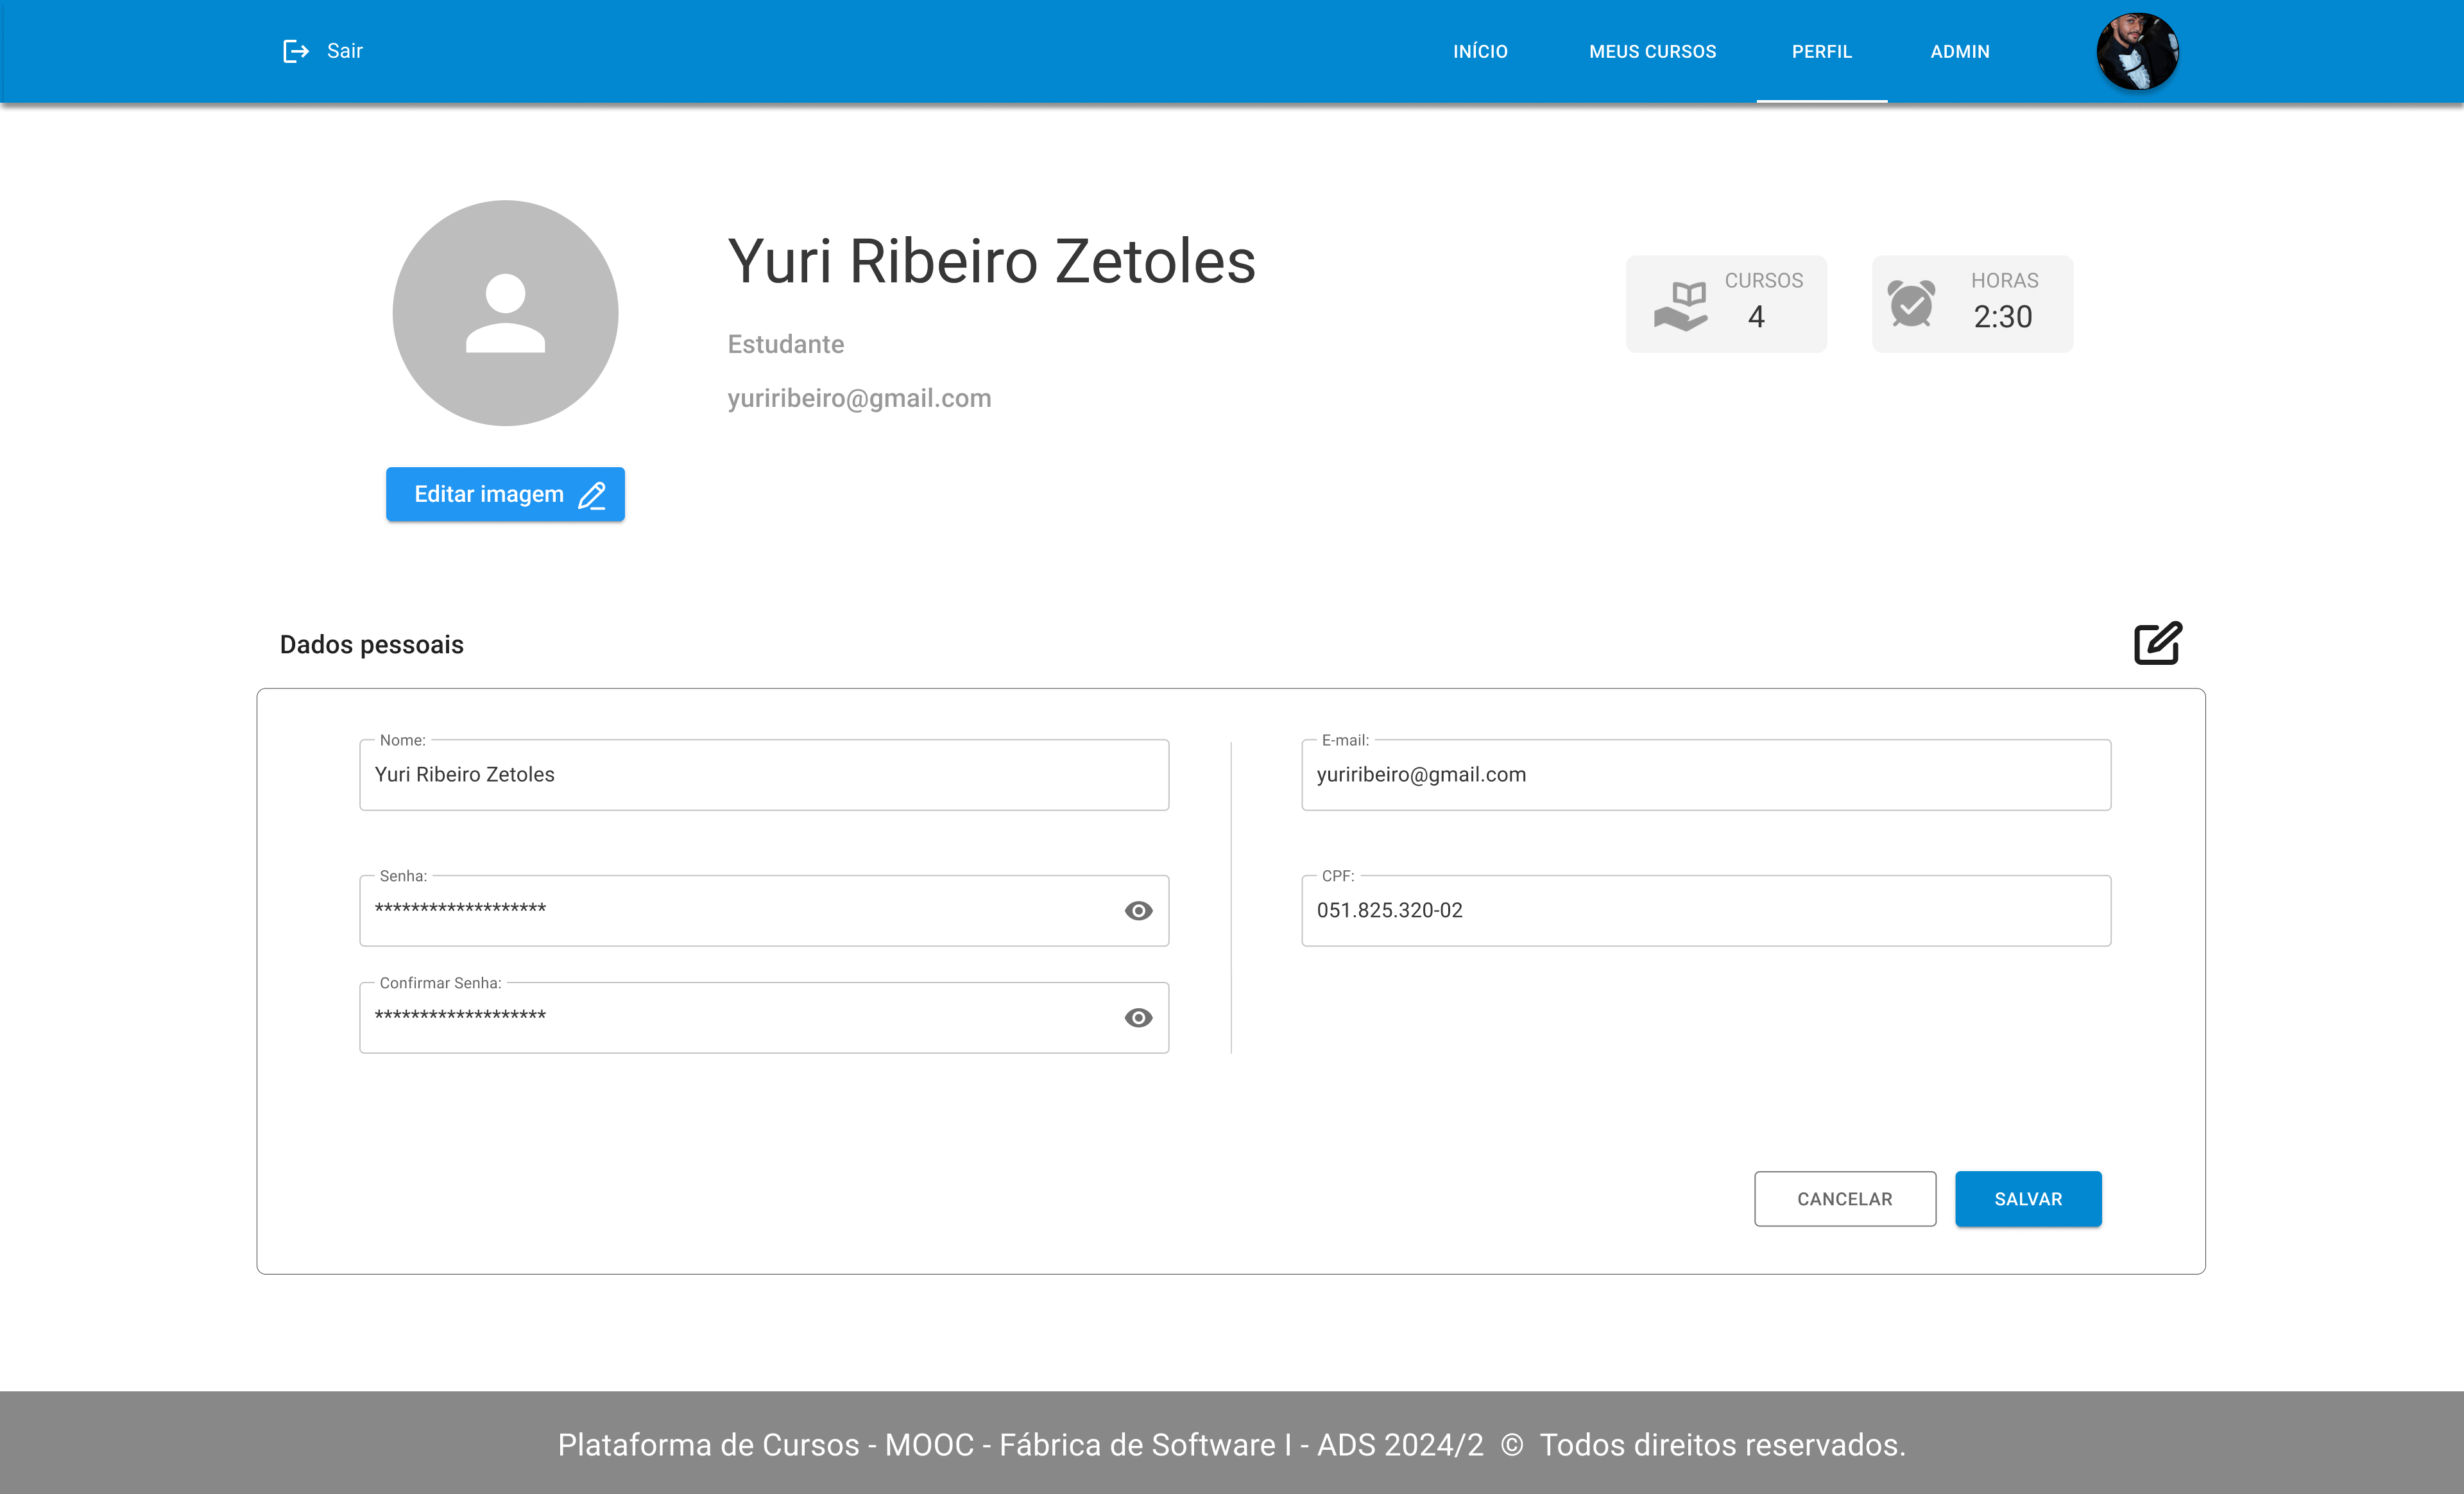 Sair
INÍCIO
MEUS CURSOS
PERFIL
ADMIN
Yuri Ribeiro Zetoles
Estudante
yuriribeiro@gmail.com
CURSOS
4
HORAS
2:30
Editar imagem
Dados pessoais
Nome:
Yuri Ribeiro Zetoles
E-mail:
yuriribeiro@gmail.com
Senha:
*******************
CPF:
051.825.320-02
Confirmar Senha:
*******************
CANCELAR
SALVAR
Plataforma de Cursos - MOOC - Fábrica de Software I - ADS 2024/2 © Todos direitos reservados.